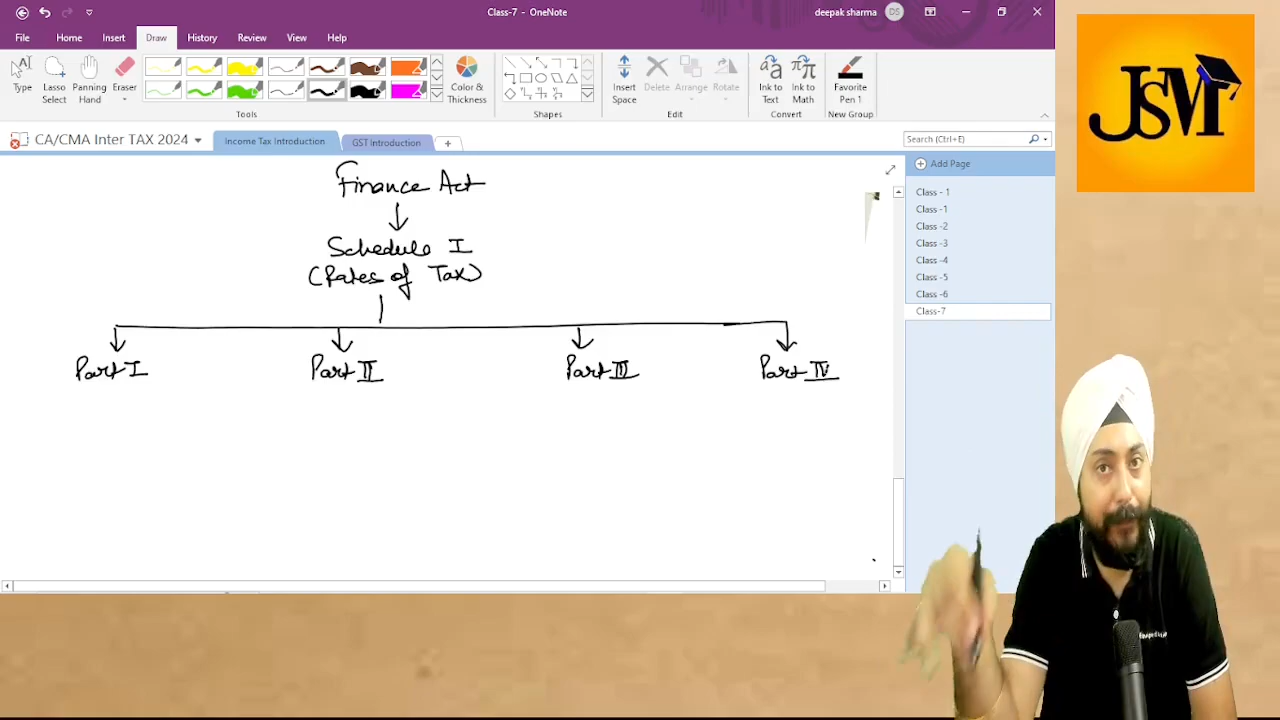 Class-7 - OneNote
deepak sharma
DS
File
Home
Insert
Draw
History
Review
View
Help
Type
Lasso Select
Panning Hand
Eraser
Color & Thickness
Insert Space
Delete
Arrange
Rotate
Ink to Text
Ink to Math
Favorite Pen 1
Tools
Shapes
Edit
Convert
New Group
CA/CMA Inter TAX 2024
Income Tax Introduction
GST Introduction
Search (Ctrl+E)
Add Page
Class - 1
Class -1
Class -2
Class -3
Class -4
Class -5
Class -6
Class-7
Finance Act
Schedule I
(Rates of Tax)
Part I
Part II
Part III
Part IV
JSM